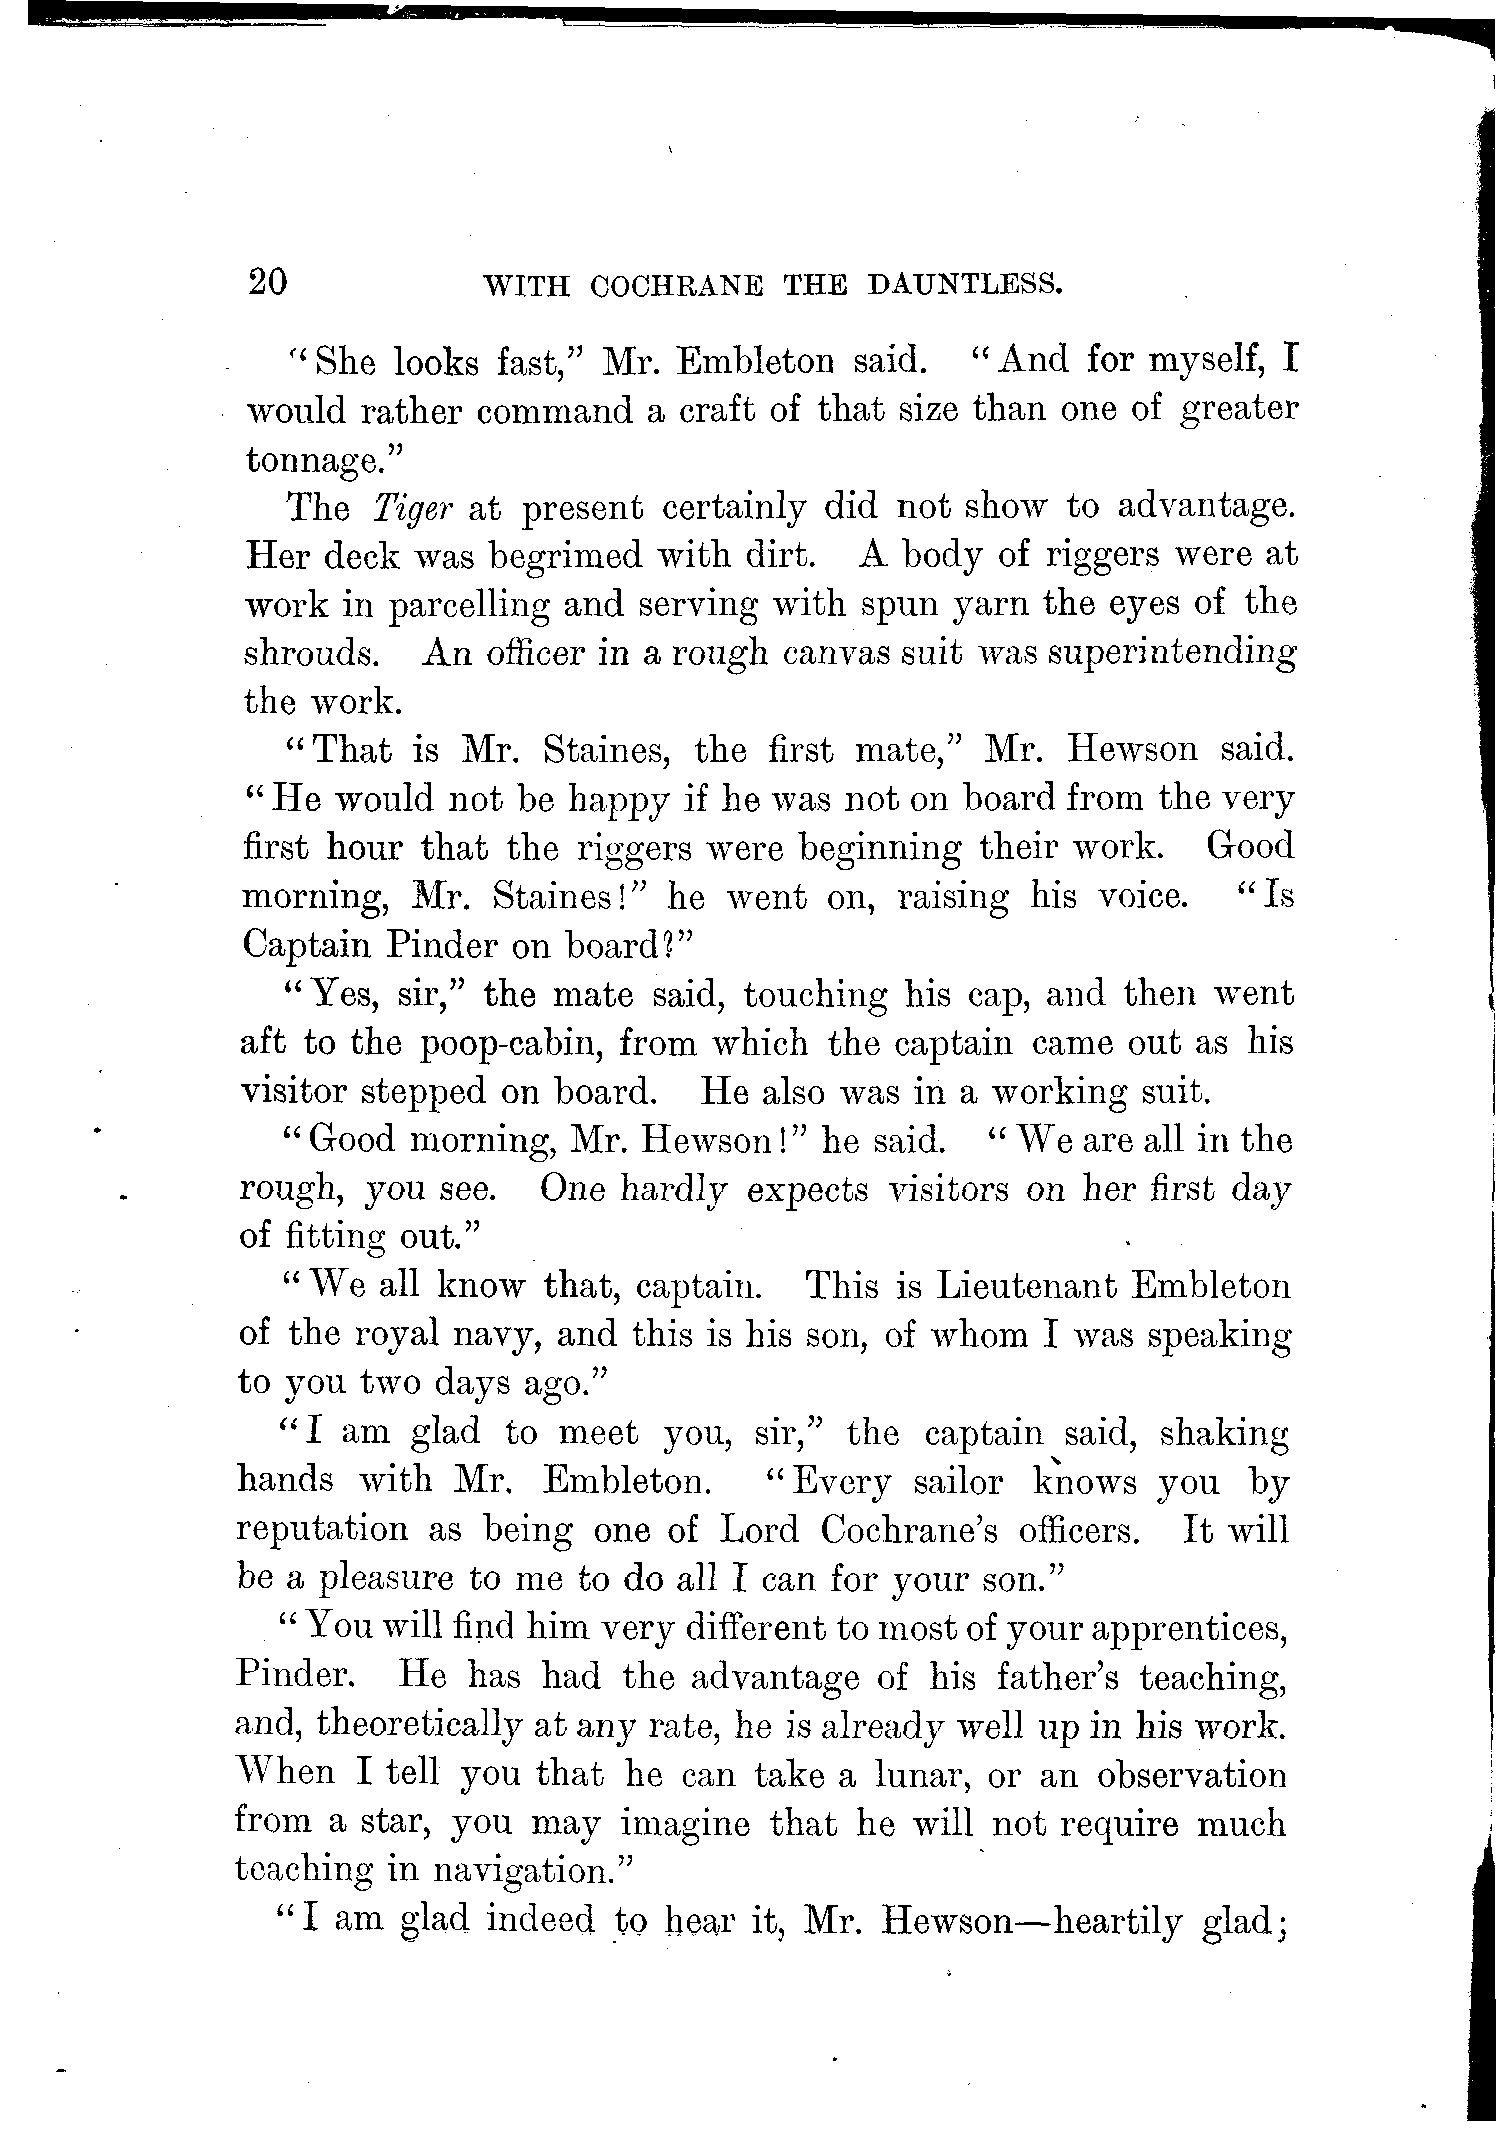 20 WITH COCHRANE THE DAUNTLESS.
"She looks fast," Mr. Embleton said. "And for myself, I
would rather command a craft of that size than one of greater
tonnage."
The Tiger at present certainly did not show to advantage.
Her deck was begrimed with dirt. A body of riggers were at
work in parcelling and serving with spun yarn the eyes of the
shrouds. An officer in a rough canvas suit was superintending
the work.
"That is Mr. Staines, the first mate," Mr. Hewson said.
"He would not be happy if he was not on board from the very
first hour that the riggers were beginning their work. Good
morning, Mr. Staines!" he went on, raising his voice. "Is
Captain Pinder on board?"
"Yes, sir," the mate said, touching his cap, and then went
aft to the poop-cabin, from which the captain came out as his
visitor stepped on board. He also was in a working suit.
"Good morning, Mr. Hewson!" he said. "We are all in the
rough, you see. One hardly expects visitors on her first day
of fitting out."
"We all know that, captain. This is Lieutenant Embleton
of the royal navy, and this is his son, of whom I was speaking
to you two days ago."
"I am glad to meet you, sir," the captain said, shaking
hands with Mr. Embleton. "Every sailor knows you by
reputation as being one of Lord Cochrane's officers. It will
be a pleasure to me to do all I can for your son."
"You will find him very different to most of your apprentices,
Pinder. He has had the advantage of his father's teaching,
and, theoretically at any rate, he is already well up in his work.
When I tell you that he can take a lunar, or an observation
from a star, you may imagine that he will not require much
teaching in navigation."
"I am glad indeed to hear it, Mr. Hewson—heartily glad;